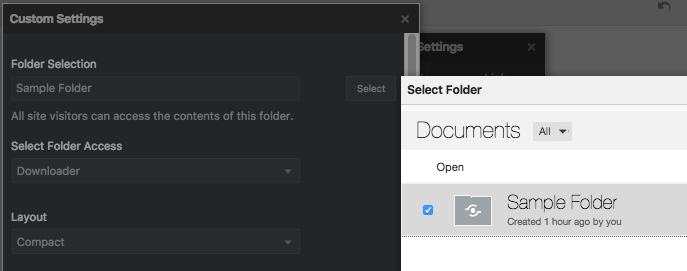 Custom Settings
Folder Selection
Sample Folder
Select
All site visitors can access the contents of this folder.
Select Folder Access
Downloader
Layout
Compact
Settings
Select Folder
Documents
All
Open
Sample Folder
Created 1 hour ago by you